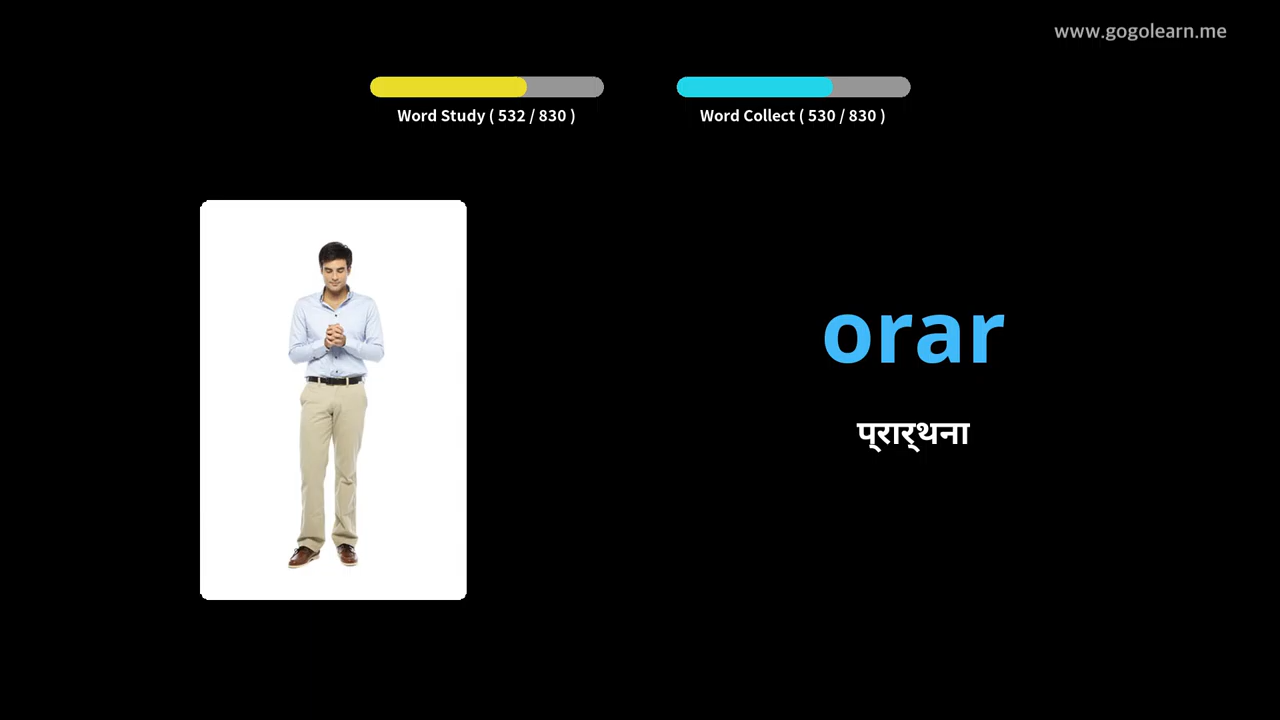 www.gogolearn.me
Word Study ( 532 / 830 )
Word Collect ( 530 / 830 )
orar
प्रार्थना